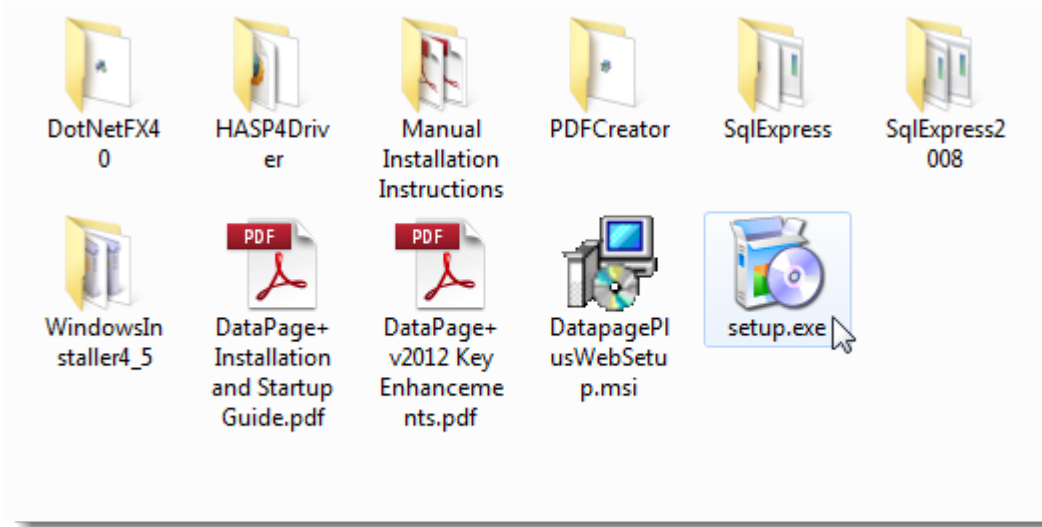 DotNetFX4
0
HASP4Driv
er
Manual
Installation
Instructions
PDFCreator
SqlExpress
SqlExpress2
008
WindowsIn
staller4_5
PDF
DataPage+
Installation
and Startup
Guide.pdf
PDF
DataPage+
v2012 Key
Enhanceme
nts.pdf
DatapagePl
usWebSetu
p.msi
setup.exe